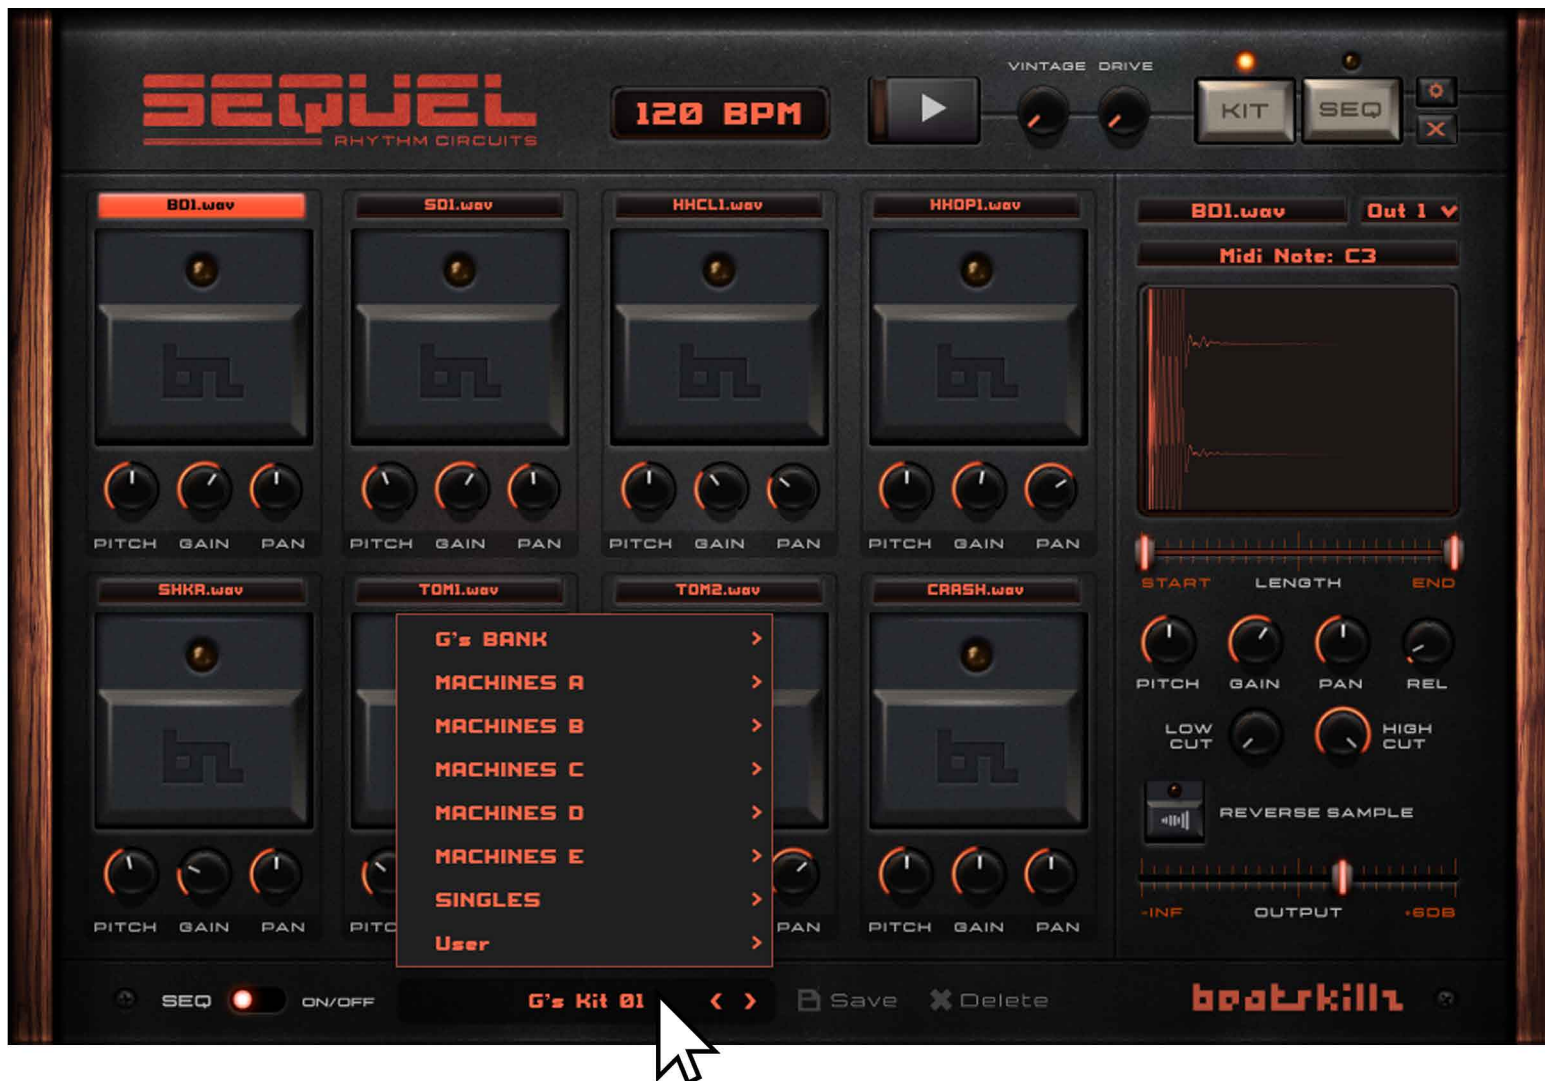 SEQUEL
RHYTHM CIRCUITS
120 BPM
VINTAGE DRIVE
KIT
SEQ
BD1.wav
SD1.wav
HHCL1.wav
HHOP1.wav
BD1.wav
Out 1
Midi Note: C3
PITCH GAIN PAN
PITCH GAIN PAN
PITCH GAIN PAN
PITCH GAIN PAN
START LENGTH END
SHKR.wav
TOM1.wav
TOM2.wav
CRASH.wav
G's BANK >
MACHINES A >
MACHINES B >
MACHINES C >
MACHINES D >
MACHINES E >
SINGLES >
User >
PITCH GAIN PAN REL
LOW CUT
HIGH CUT
REVERSE SAMPLE
-INF OUTPUT +6DB
PITCH GAIN PAN
PITC
PAN
PITCH GAIN PAN
SEQ ON/OFF
G's Kit 01 < >
Save
Delete
beatskillz